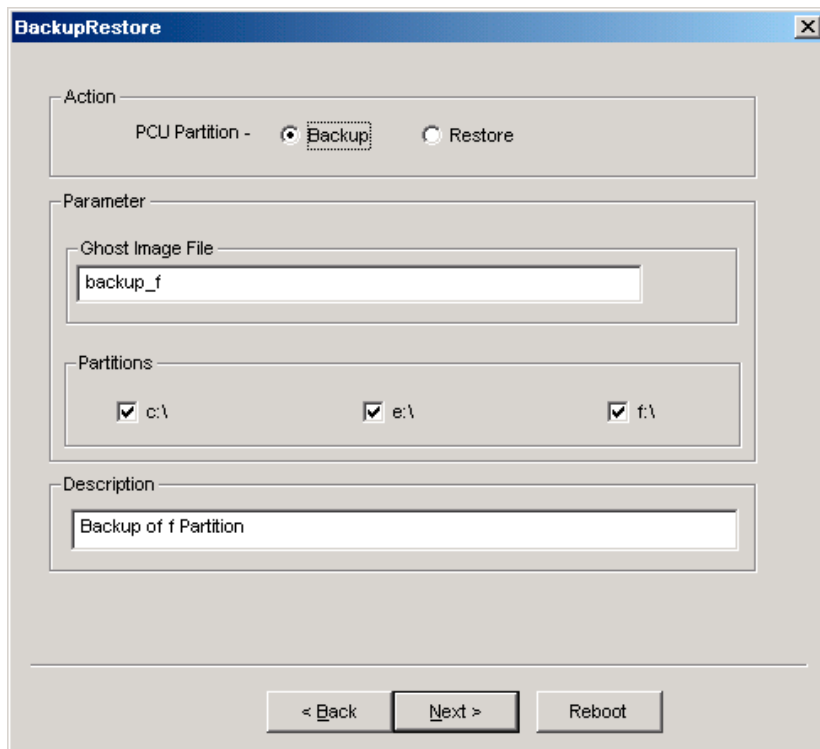 BackupRestore
Action
PCU Partition - Backup Restore
Parameter
Ghost Image File
backup_f
Partitions
c:\ e:\ f:\
Description
Backup of f Partition
< Back Next > Reboot